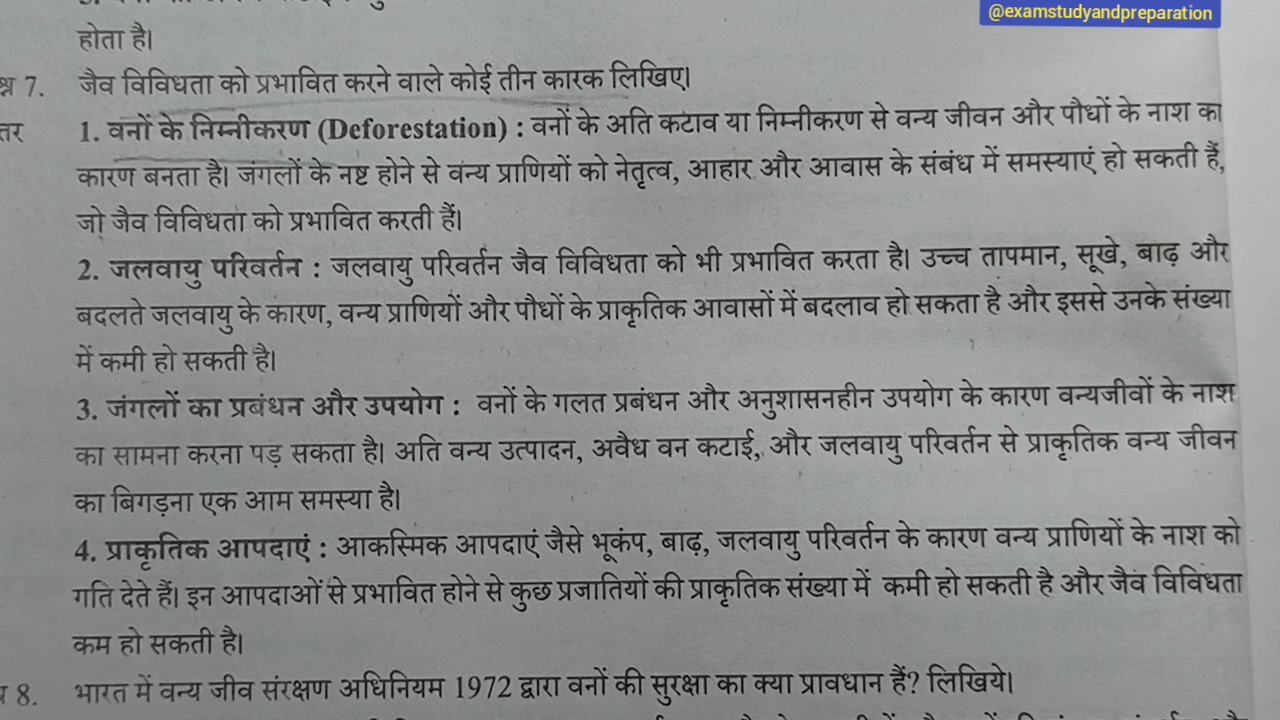 @examstudyandpreparation
होता है।
श्न 7. जैव विविधता को प्रभावित करने वाले कोई तीन कारक लिखिए।
तर 1. वनों के निम्नीकरण (Deforestation) : वनों के अति कटाव या निम्नीकरण से वन्य जीवन और पौधों के नाश का
कारण बनता है। जंगलों के नष्ट होने से वन्य प्राणियों को नेतृत्व, आहार और आवास के संबंध में समस्याएं हो सकती हैं,
जो जैव विविधता को प्रभावित करती हैं।
2. जलवायु परिवर्तन : जलवायु परिवर्तन जैव विविधता को भी प्रभावित करता है। उच्च तापमान, सूखे, बाढ़ और
बदलते जलवायु के कारण, वन्य प्राणियों और पौधों के प्राकृतिक आवासों में बदलाव हो सकता है और इससे उनके संख्या
में कमी हो सकती है।
3. जंगलों का प्रबंधन और उपयोग : वनों के गलत प्रबंधन और अनुशासनहीन उपयोग के कारण वन्यजीवों के नाश
का सामना करना पड़ सकता है। अति वन्य उत्पादन, अवैध वन कटाई, और जलवायु परिवर्तन से प्राकृतिक वन्य जीवन
का बिगड़ना एक आम समस्या है।
4. प्राकृतिक आपदाएं : आकस्मिक आपदाएं जैसे भूकंप, बाढ़, जलवायु परिवर्तन के कारण वन्य प्राणियों के नाश को
गति देते हैं। इन आपदाओं से प्रभावित होने से कुछ प्रजातियों की प्राकृतिक संख्या में कमी हो सकती है और जैव विविधता
कम हो सकती है।
8. भारत में वन्य जीव संरक्षण अधिनियम 1972 द्वारा वनों की सुरक्षा का क्या प्रावधान हैं? लिखिये।